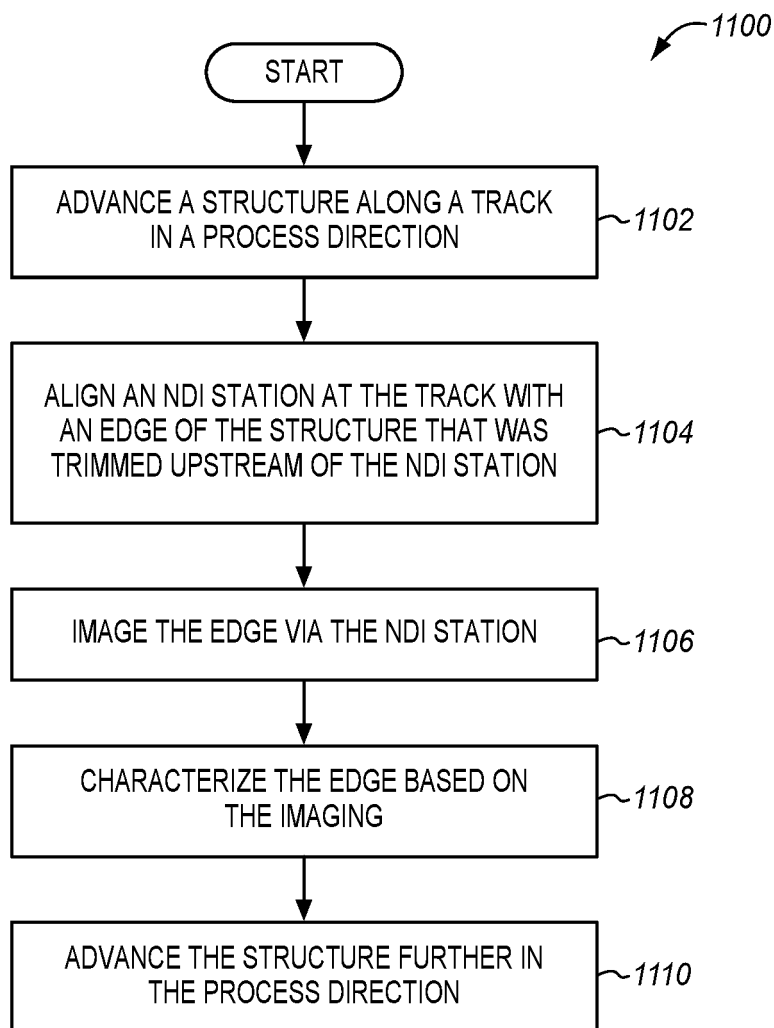 1100
START
ADVANCE A STRUCTURE ALONG A TRACK
IN A PROCESS DIRECTION
1102
ALIGN AN NDI STATION AT THE TRACK WITH
AN EDGE OF THE STRUCTURE THAT WAS
TRIMMED UPSTREAM OF THE NDI STATION
1104
IMAGE THE EDGE VIA THE NDI STATION
1106
CHARACTERIZE THE EDGE BASED ON
THE IMAGING
1108
ADVANCE THE STRUCTURE FURTHER IN
THE PROCESS DIRECTION
1110